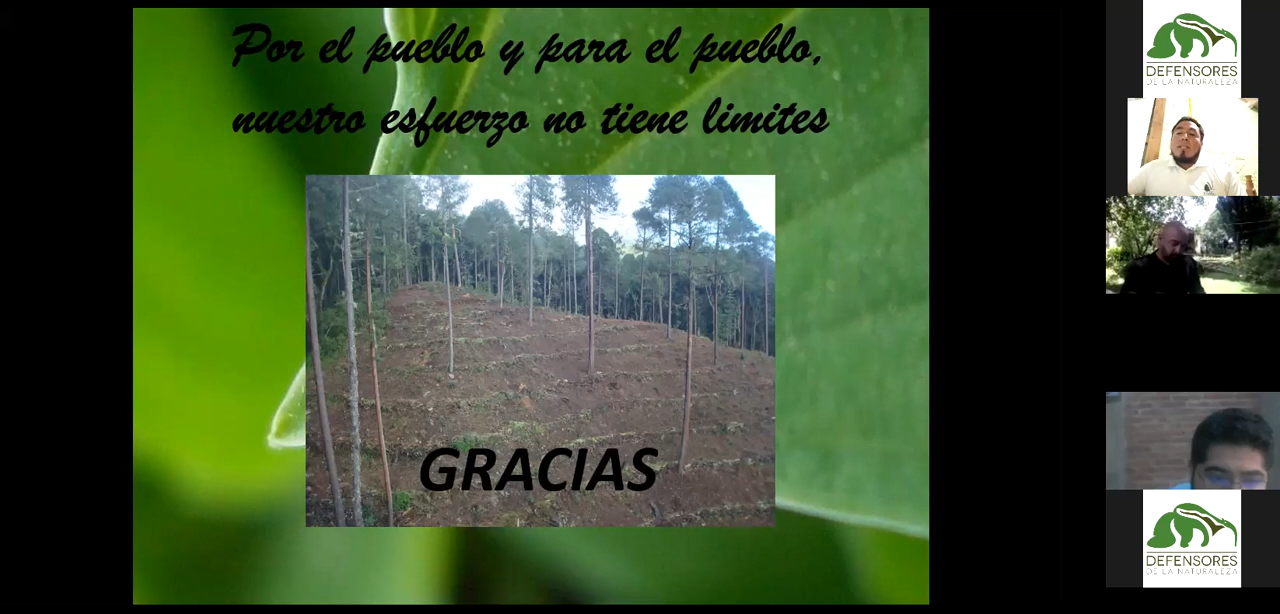 Por el pueblo y para el pueblo,
nuestro esfuerzo no tiene limites
GRACIAS
DEFENSORES
DE LA NATURALEZA
DEFENSORES
DE LA NATURALEZA